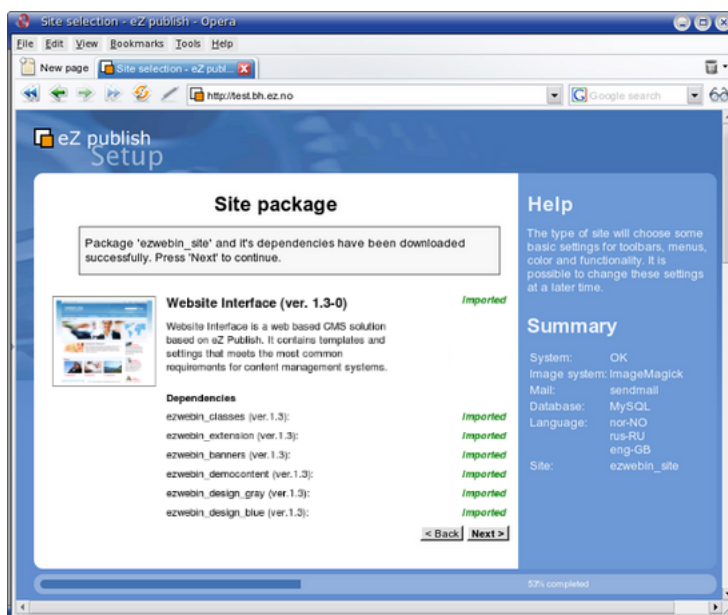 Site selection - eZ publish - Opera
File Edit View Bookmarks Tools Help
New page Site selection - eZ publ...
http://test.bh.ez.no Google search
eZ publish
Setup
Site package
Package 'ezwebin_site' and it's dependencies have been downloaded
successfully. Press 'Next' to continue.
Website Interface (ver. 1.3-0) Imported
Website Interface is a web based CMS solution
based on eZ Publish. It contains templates and
settings that meets the most common
requirements for content management systems.
Dependencies
ezwebin_classes (ver.1.3): Imported
ezwebin_extension (ver.1.3): Imported
ezwebin_banners (ver.1.3): Imported
ezwebin_democontent (ver.1.3): Imported
ezwebin_design_gray (ver.1.3): Imported
ezwebin_design_blue (ver.1.3): Imported
< Back Next >
Help
The type of site will choose some
basic settings for toolbars, menus,
color and functionality. It is
possible to change these settings
at a later time.
Summary
System: OK
Image system: ImageMagick
Mail: sendmail
Database: MySQL
Language: nor-NO
rus-RU
eng-GB
Site: ezwebin_site
53% completed